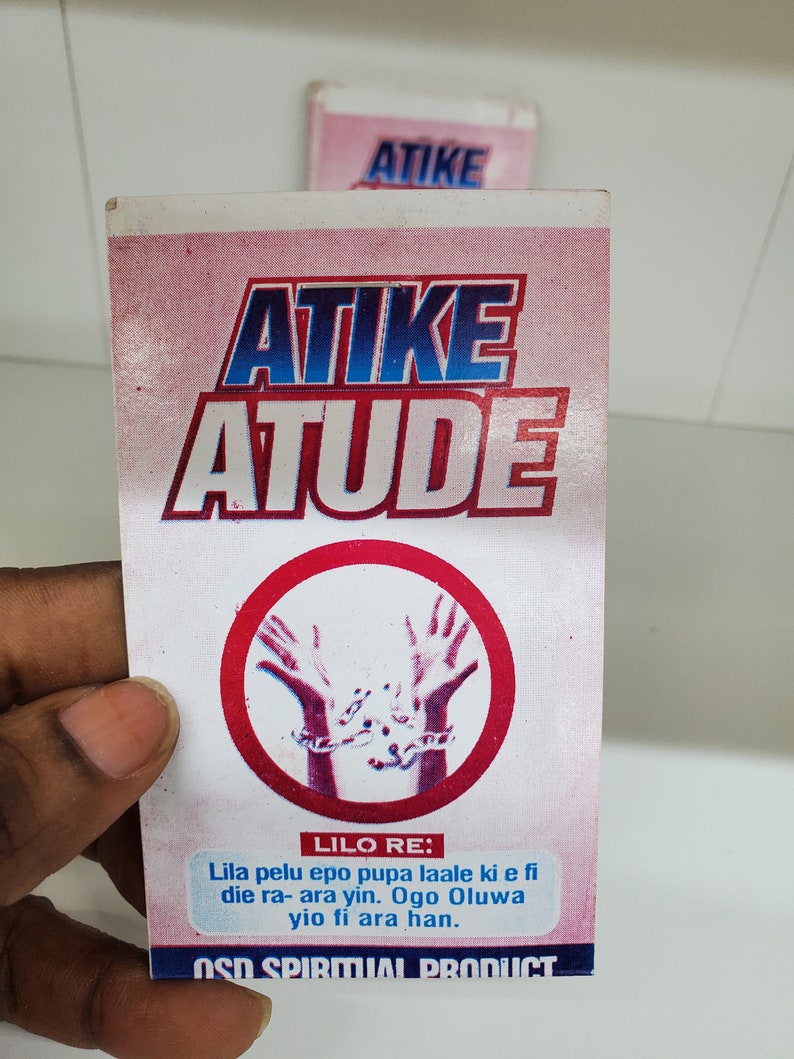 ATIKE
ATIKE
ATUDE
LILO RE:
Lila pelu epo pupa laale ki e fi
die ra- ara yin. Ogo Oluwa
yio fi ara han.
OSD SPIRITUAL PRODUCT